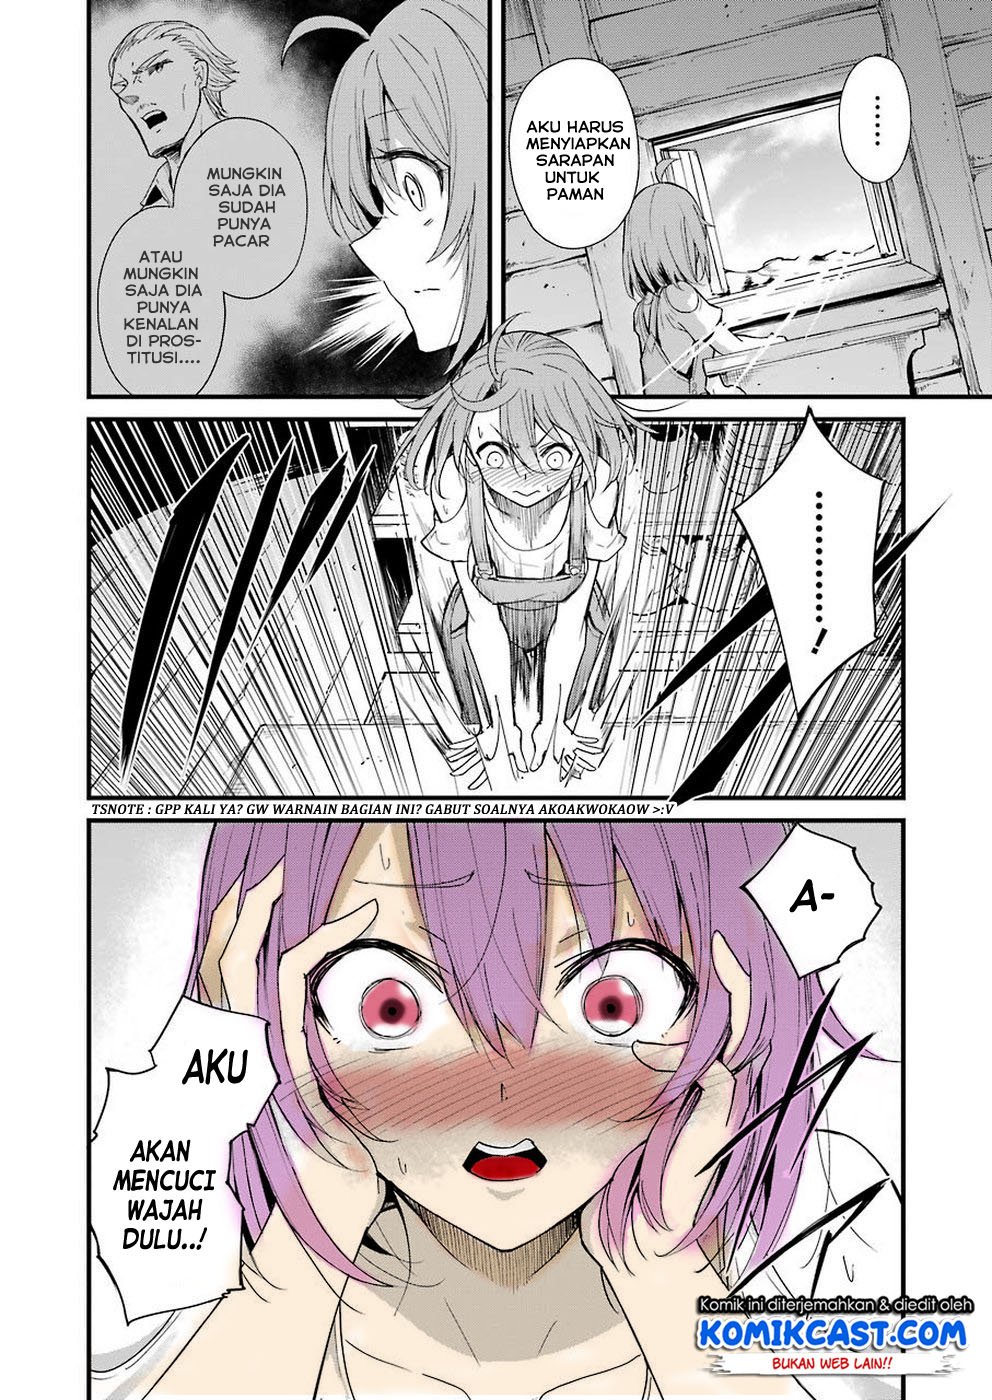 .......
AKU HARUS
MENYIAPKAN
SARAPAN
UNTUK
PAMAN
MUNGKIN
SAJA DIA
SUDAH
PUNYA
PACAR
ATAU
MUNGKIN
SAJA DIA
PUNYA
KENALAN
DI PROS-
TITUSI....
.........!
TSNOTE : GPP KALI YA? GW WARNAIN BAGIAN INI? GABUT SOALNYA AKOAKWOKAOW >:V
A-
AKU
AKAN
MENCUCI
WAJAH
DULU..!
Komik ini diterjemahkan & diedit oleh
KOMIKCAST.COM
BUKAN WEB LAIN!!